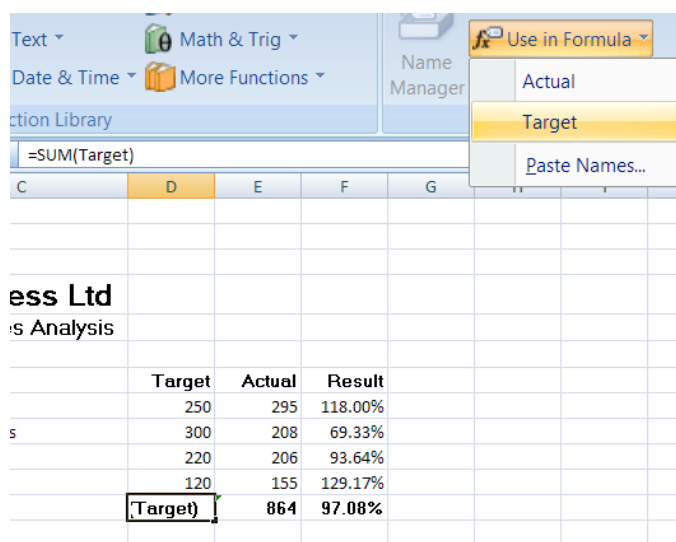 Text Math & Trig Use in Formula
Date & Time More Functions Name Manager Actual
ction Library Target
=SUM(Target) Paste Names...
C D E F G
ess Ltd
s Analysis
Target Actual Result
250 295 118.00%
s 300 208 69.33%
220 206 93.64%
120 155 129.17%
(Target) 864 97.08%